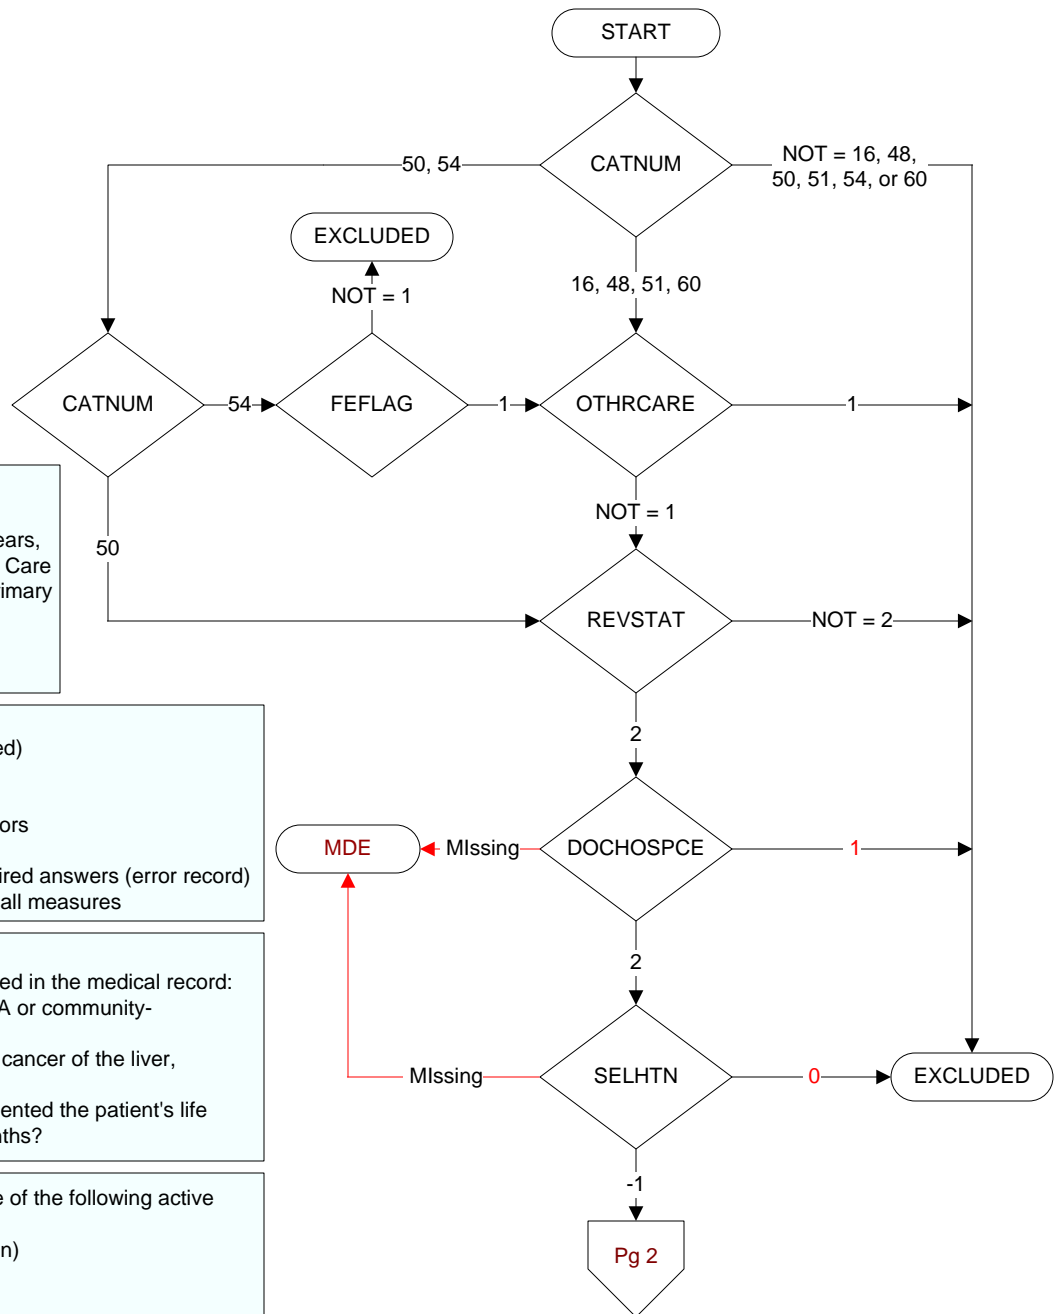 START
CATNUM
50, 54
NOT = 16, 48,
50, 51, 54, or 60
EXCLUDED
NOT = 1
16, 48, 51, 60
CATNUM
54
FEFLAG
1
OTHRCARE
1
NOT = 1
50
ears,
Care
imary
REVSTAT
NOT = 2
2
ed)
ors
ired answers (error record)
all measures
MDE
MIssing
DOCHOSPCE
1
2
ed in the medical record:
A or community-
cancer of the liver,
ented the patient's life
nths?
MIssing
SELHTN
0
EXCLUDED
-1
e of the following active
n)
Pg 2